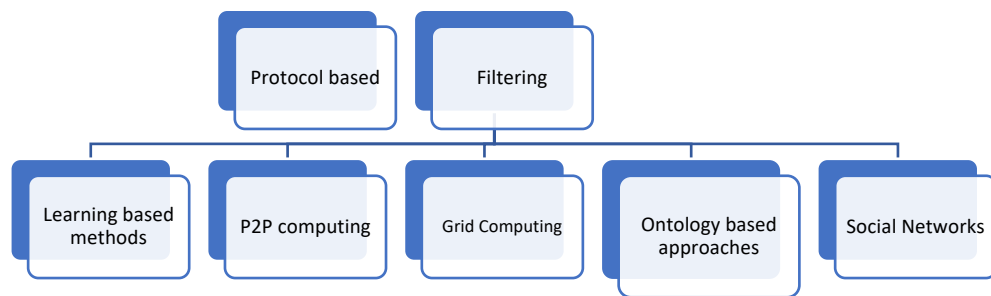 Protocol based
Filtering
Learning based
methods
P2P computing
Grid Computing
Ontology based
approaches
Social Networks